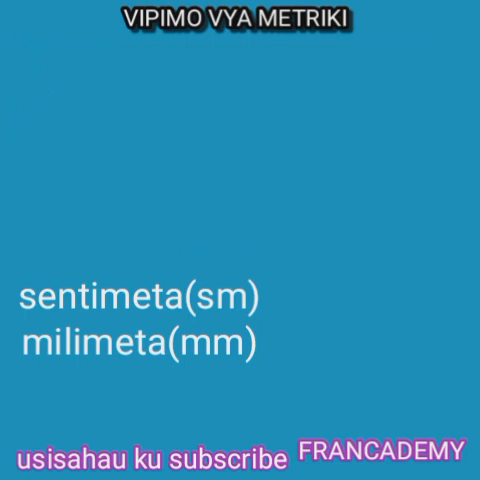 VIPIMO VYA METRIKI
sentimeta(sm)
milimeta(mm)
usisahau ku subscribe FRANCADEMY